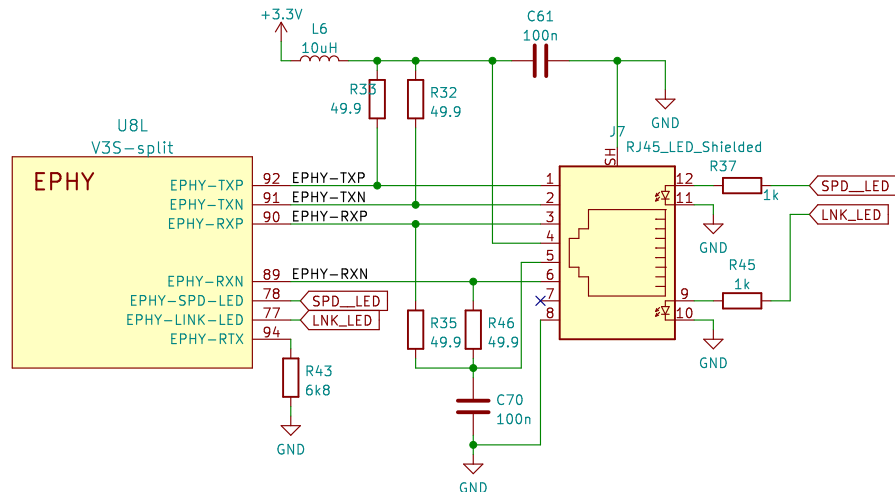 +3.3V
L6
10uH
C61
100n
R33
49.9
R32
49.9
GND
J7
RJ45_LED_Shielded
SH
U8L
V3S-split
EPHY
EPHY-TXP 92 EPHY-TXP
EPHY-TXN 91 EPHY-TXN
EPHY-RXP 90 EPHY-RXP
EPHY-RXN 89 EPHY-RXN
EPHY-SPD-LED 78 SPD__LED
EPHY-LINK-LED 77 LNK_LED
EPHY-RTX 94
R43
6k8
GND
R35
49.9
R46
49.9
C70
100n
GND
1
2
3
4
5
6
7
8
12
11
9
10
R37
1k
SPD__LED
LNK_LED
GND
R45
1k
GND